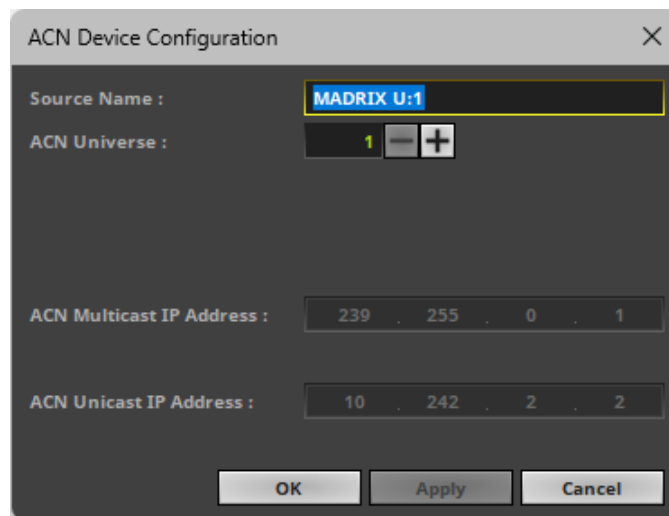 ACN Device Configuration
Source Name : MADRIX U:1
ACN Universe : 1
ACN Multicast IP Address : 239 . 255 . 0 . 1
ACN Unicast IP Address : 10 . 242 . 2 . 2
OK Apply Cancel